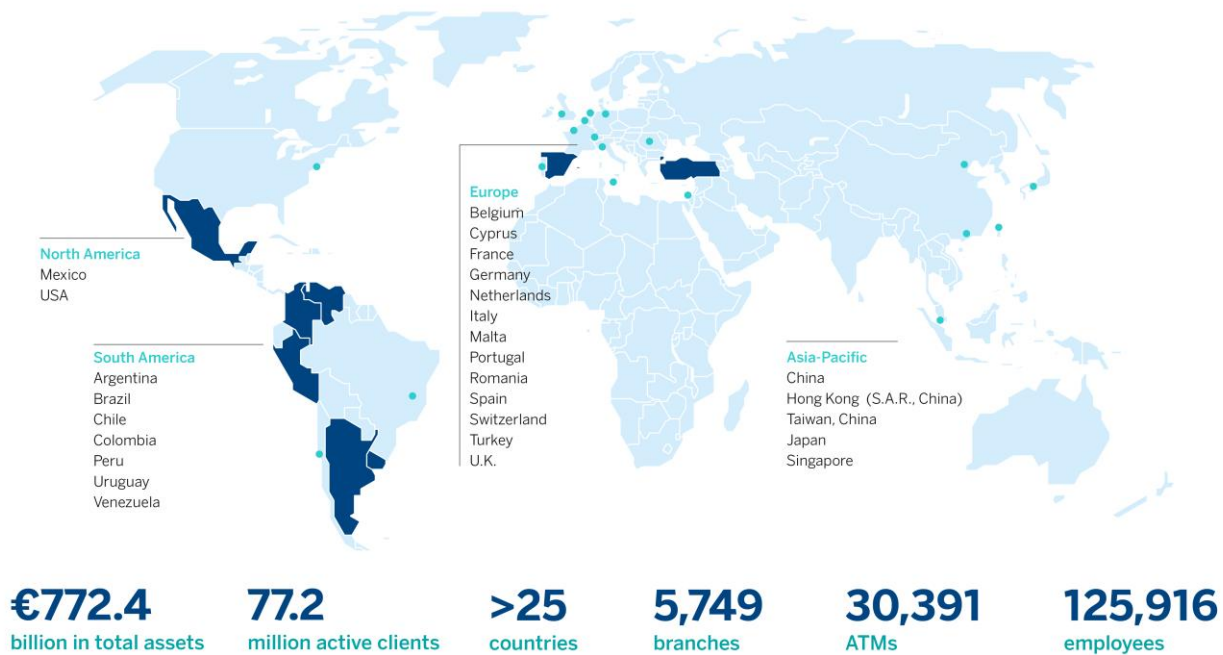 North America
Mexico
USA
South America
Argentina
Brazil
Chile
Colombia
Peru
Uruguay
Venezuela
Europe
Belgium
Cyprus
France
Germany
Netherlands
Italy
Malta
Portugal
Romania
Spain
Switzerland
Turkey
U.K.
Asia-Pacific
China
Hong Kong (S.A.R., China)
Taiwan, China
Japan
Singapore
€772.4
billion in total assets
77.2
million active clients
>25
countries
5,749
branches
30,391
ATMs
125,916
employees